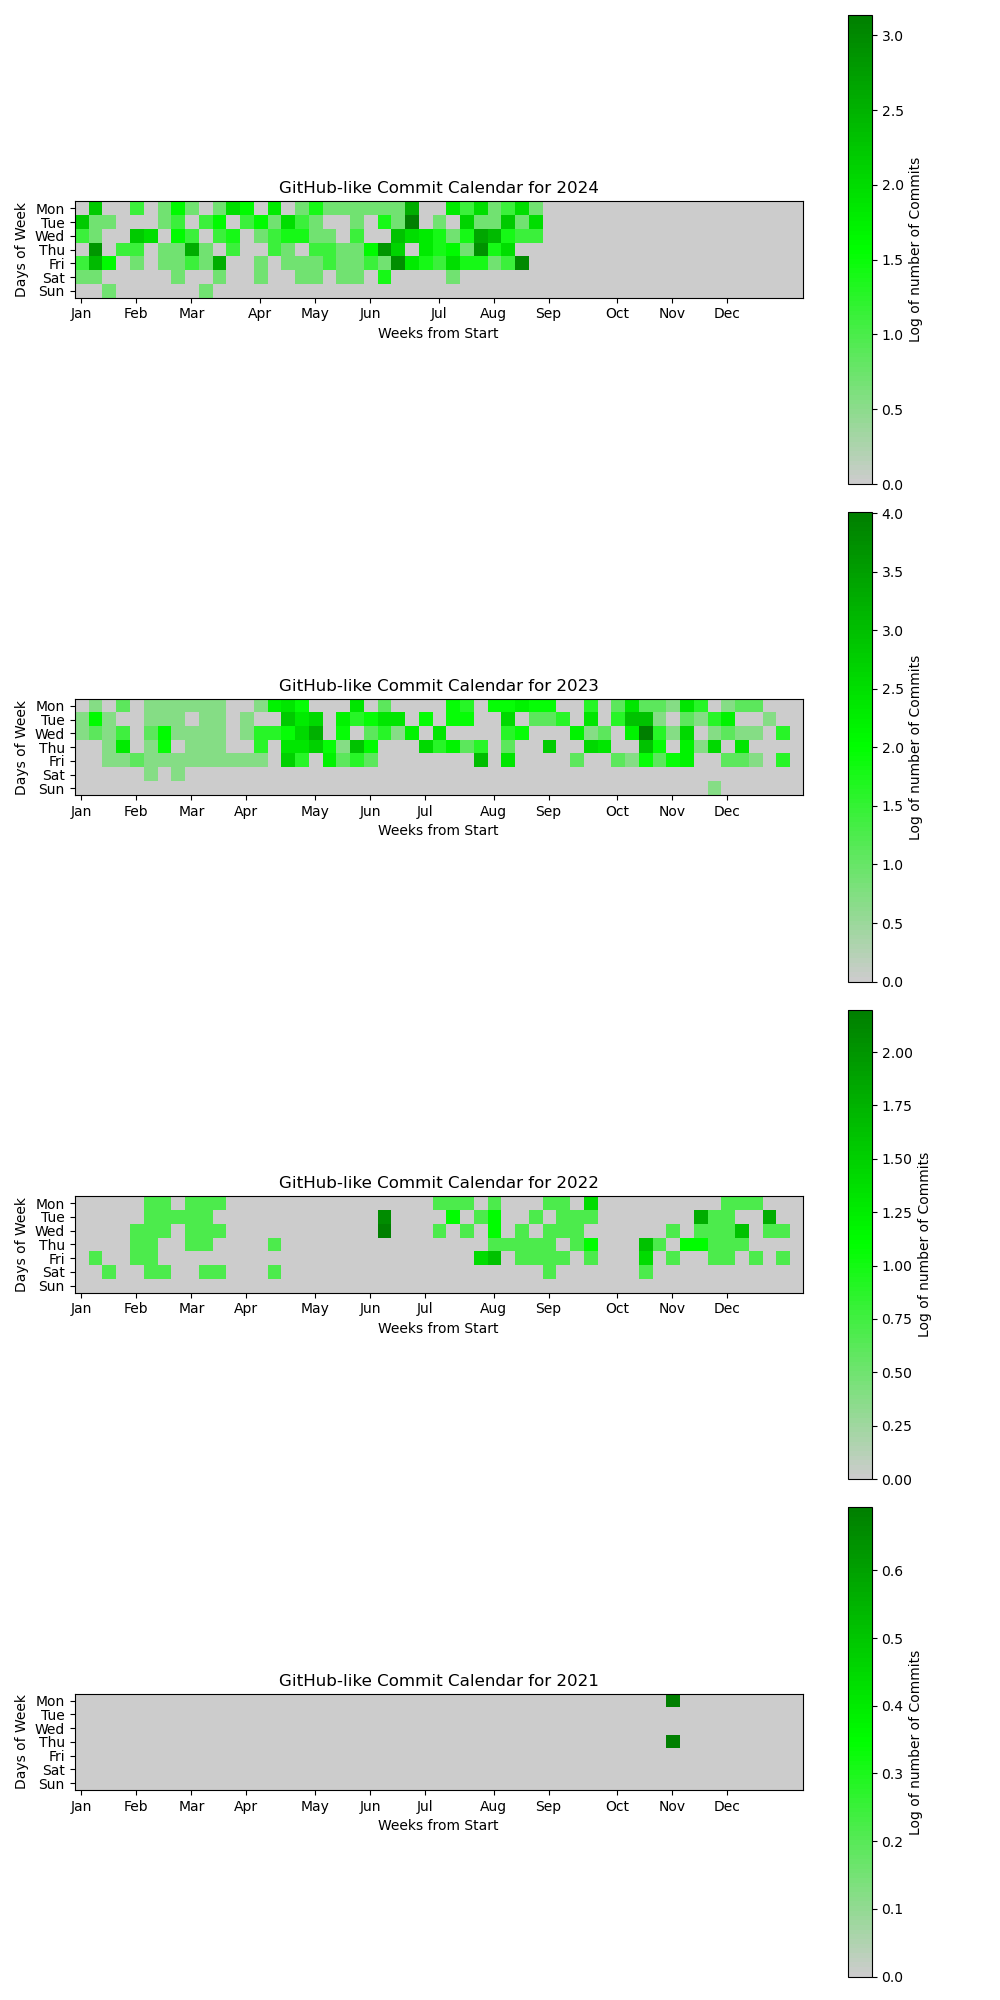 GitHub-like Commit Calendar for 2024
Days of Week
Mon
Tue
Wed
Thu
Fri
Sat
Sun
Jan Feb Mar Apr May Jun Jul Aug Sep Oct Nov Dec
Weeks from Start
3.0
2.5
2.0
1.5
1.0
0.5
0.0
Log of number of Commits
GitHub-like Commit Calendar for 2023
Days of Week
Mon
Tue
Wed
Thu
Fri
Sat
Sun
Jan Feb Mar Apr May Jun Jul Aug Sep Oct Nov Dec
Weeks from Start
4.0
3.5
3.0
2.5
2.0
1.5
1.0
0.5
0.0
Log of number of Commits
GitHub-like Commit Calendar for 2022
Days of Week
Mon
Tue
Wed
Thu
Fri
Sat
Sun
Jan Feb Mar Apr May Jun Jul Aug Sep Oct Nov Dec
Weeks from Start
2.00
1.75
1.50
1.25
1.00
0.75
0.50
0.25
0.00
Log of number of Commits
GitHub-like Commit Calendar for 2021
Days of Week
Mon
Tue
Wed
Thu
Fri
Sat
Sun
Jan Feb Mar Apr May Jun Jul Aug Sep Oct Nov Dec
Weeks from Start
0.6
0.5
0.4
0.3
0.2
0.1
0.0
Log of number of Commits